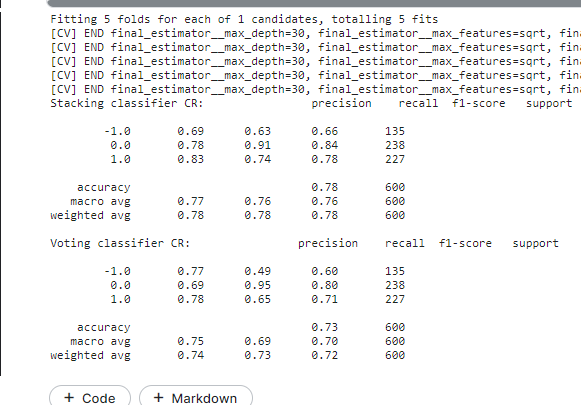 Fitting 5 folds for each of 1 candidates, totalling 5 fits
[CV] END final_estimator__max_depth=30, final_estimator__max_features=sqrt,
[CV] END final_estimator__max_depth=30, final_estimator__max_features=sqrt,
[CV] END final_estimator__max_depth=30, final_estimator__max_features=sqrt,
[CV] END final_estimator__max_depth=30, final_estimator__max_features=sqrt,
[CV] END final_estimator__max_depth=30, final_estimator__max_features=sqrt,
Stacking classifier CR: precision recall f1-score support
-1.0 0.69 0.63 0.66 135
0.0 0.78 0.91 0.84 238
1.0 0.83 0.74 0.78 227
accuracy 0.78 600
macro avg 0.77 0.76 0.76 600
weighted avg 0.78 0.78 0.78 600
Voting classifier CR: precision recall f1-score support
-1.0 0.77 0.49 0.60 135
0.0 0.69 0.95 0.80 238
1.0 0.78 0.65 0.71 227
accuracy 0.73 600
macro avg 0.75 0.69 0.70 600
weighted avg 0.74 0.73 0.72 600
+ Code + Markdown